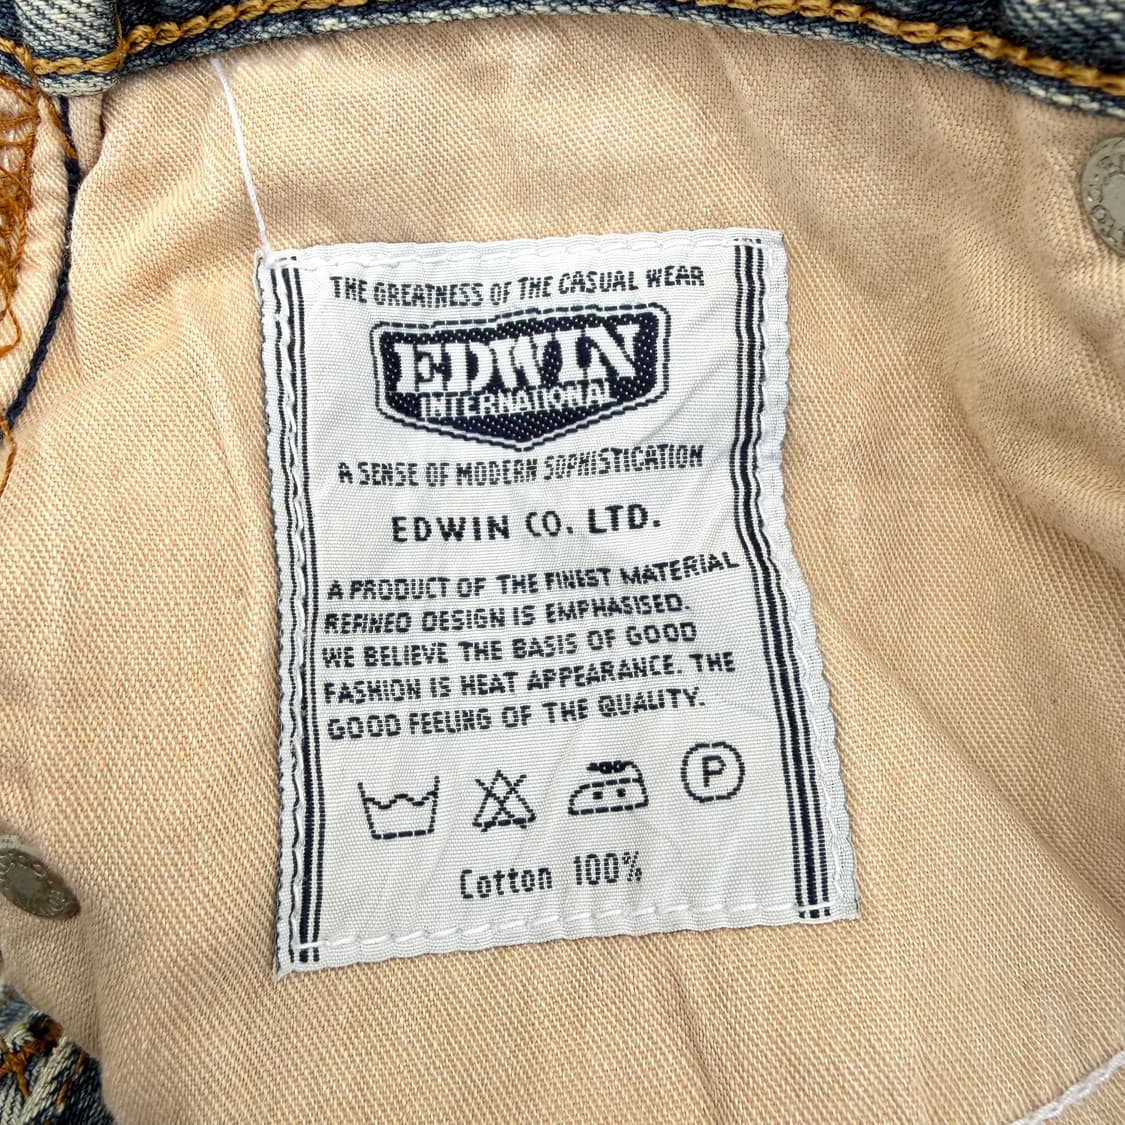 THE GREATNESS OF THE CASUAL WEAR
EDWIN
INTERNATIONAL
A SENSE OF MODERN SOPHISTICATION
EDWIN CO. LTD.
A PRODUCT OF THE FINEST MATERIAL
REFINED DESIGN IS EMPHASISED.
WE BELIEVE THE BASIS OF GOOD
FASHION IS HEAT APPEARANCE. THE
GOOD FEELING OF THE QUALITY.
P
Cotton 100%